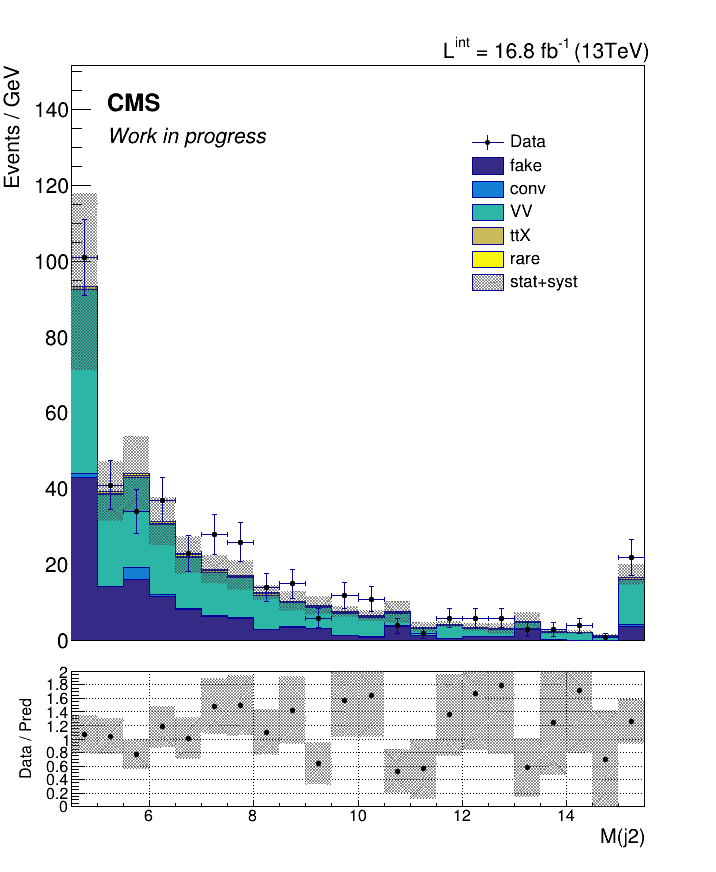 L^int = 16.8 fb^-1 (13TeV)
Events / GeV
CMS
Work in progress
Data
fake
conv
VV
ttX
rare
stat+syst
140
120
100
80
60
40
20
0
Data / Pred
2
1.8
1.6
1.4
1.2
1
0.8
0.6
0.4
0.2
0
6 8 10 12 14
M(j2)